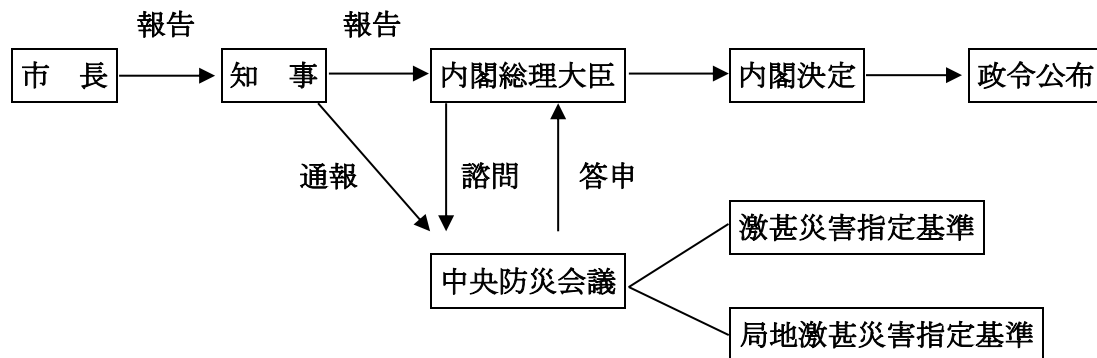 報告 報告
市　長 知　事 内閣総理大臣 内閣決定 政令公布
通報 諮問 答申
激甚災害指定基準
中央防災会議
局地激甚災害指定基準